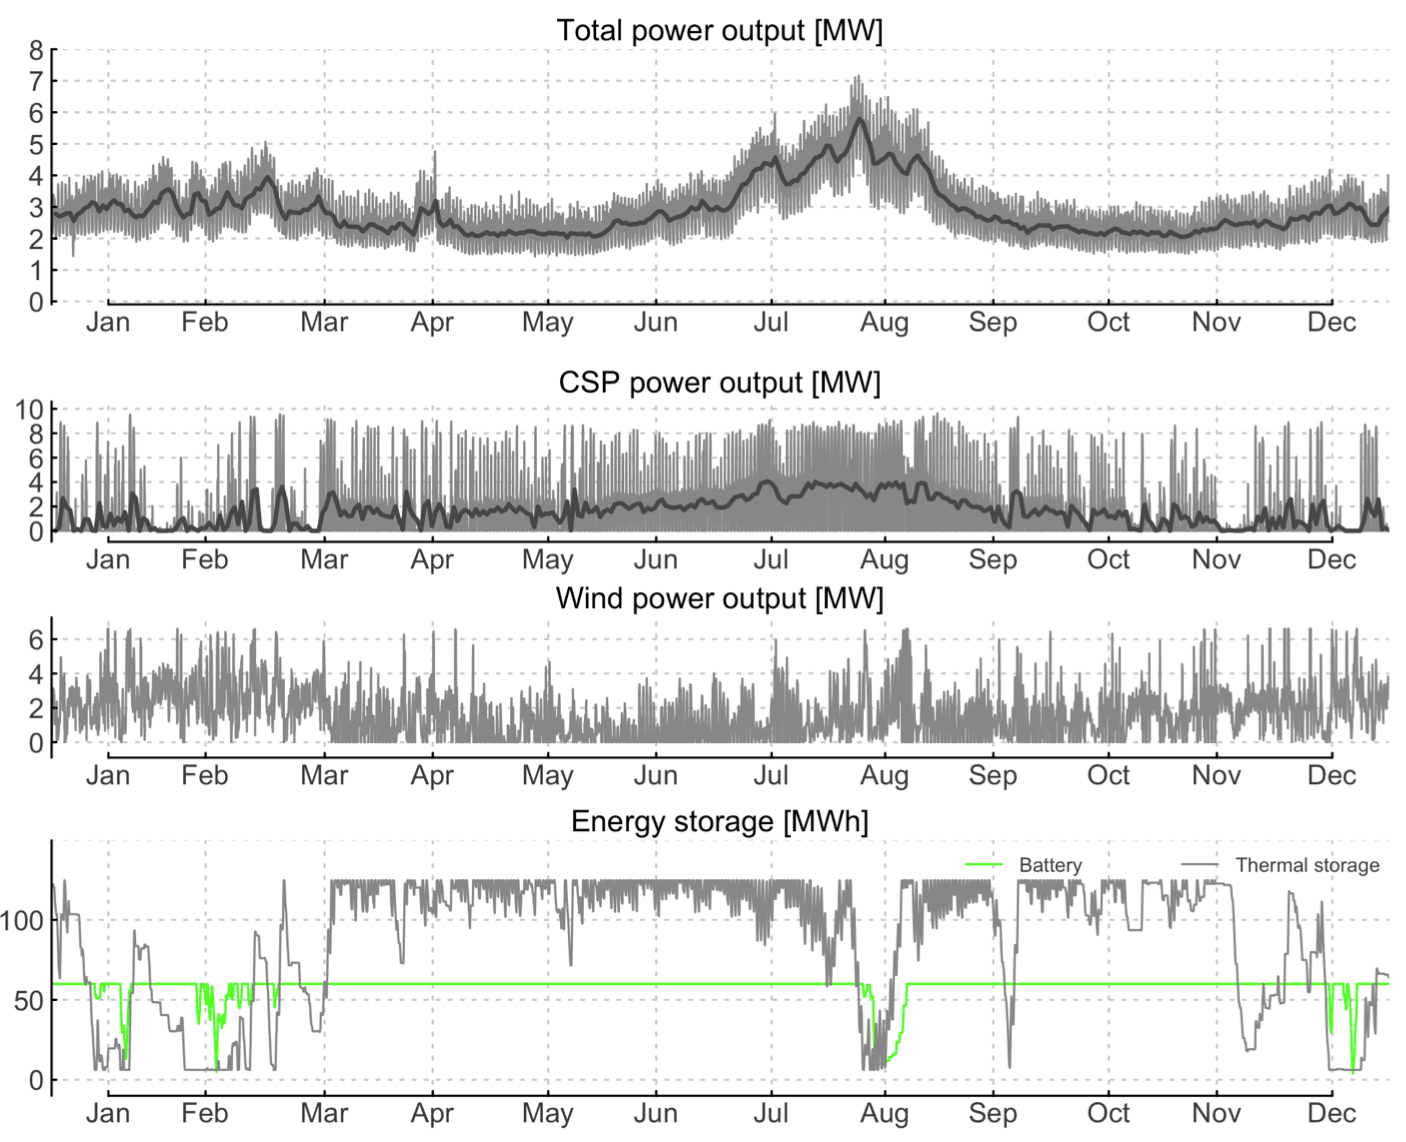 Total power output [MW]
8
7
6
5
4
3
2
1
0
Jan Feb Mar Apr May Jun Jul Aug Sep Oct Nov Dec
CSP power output [MW]
10
8
6
4
2
0
Jan Feb Mar Apr May Jun Jul Aug Sep Oct Nov Dec
Wind power output [MW]
6
4
2
0
Jan Feb Mar Apr May Jun Jul Aug Sep Oct Nov Dec
Energy storage [MWh]
Battery Thermal storage
100
50
0
Jan Feb Mar Apr May Jun Jul Aug Sep Oct Nov Dec